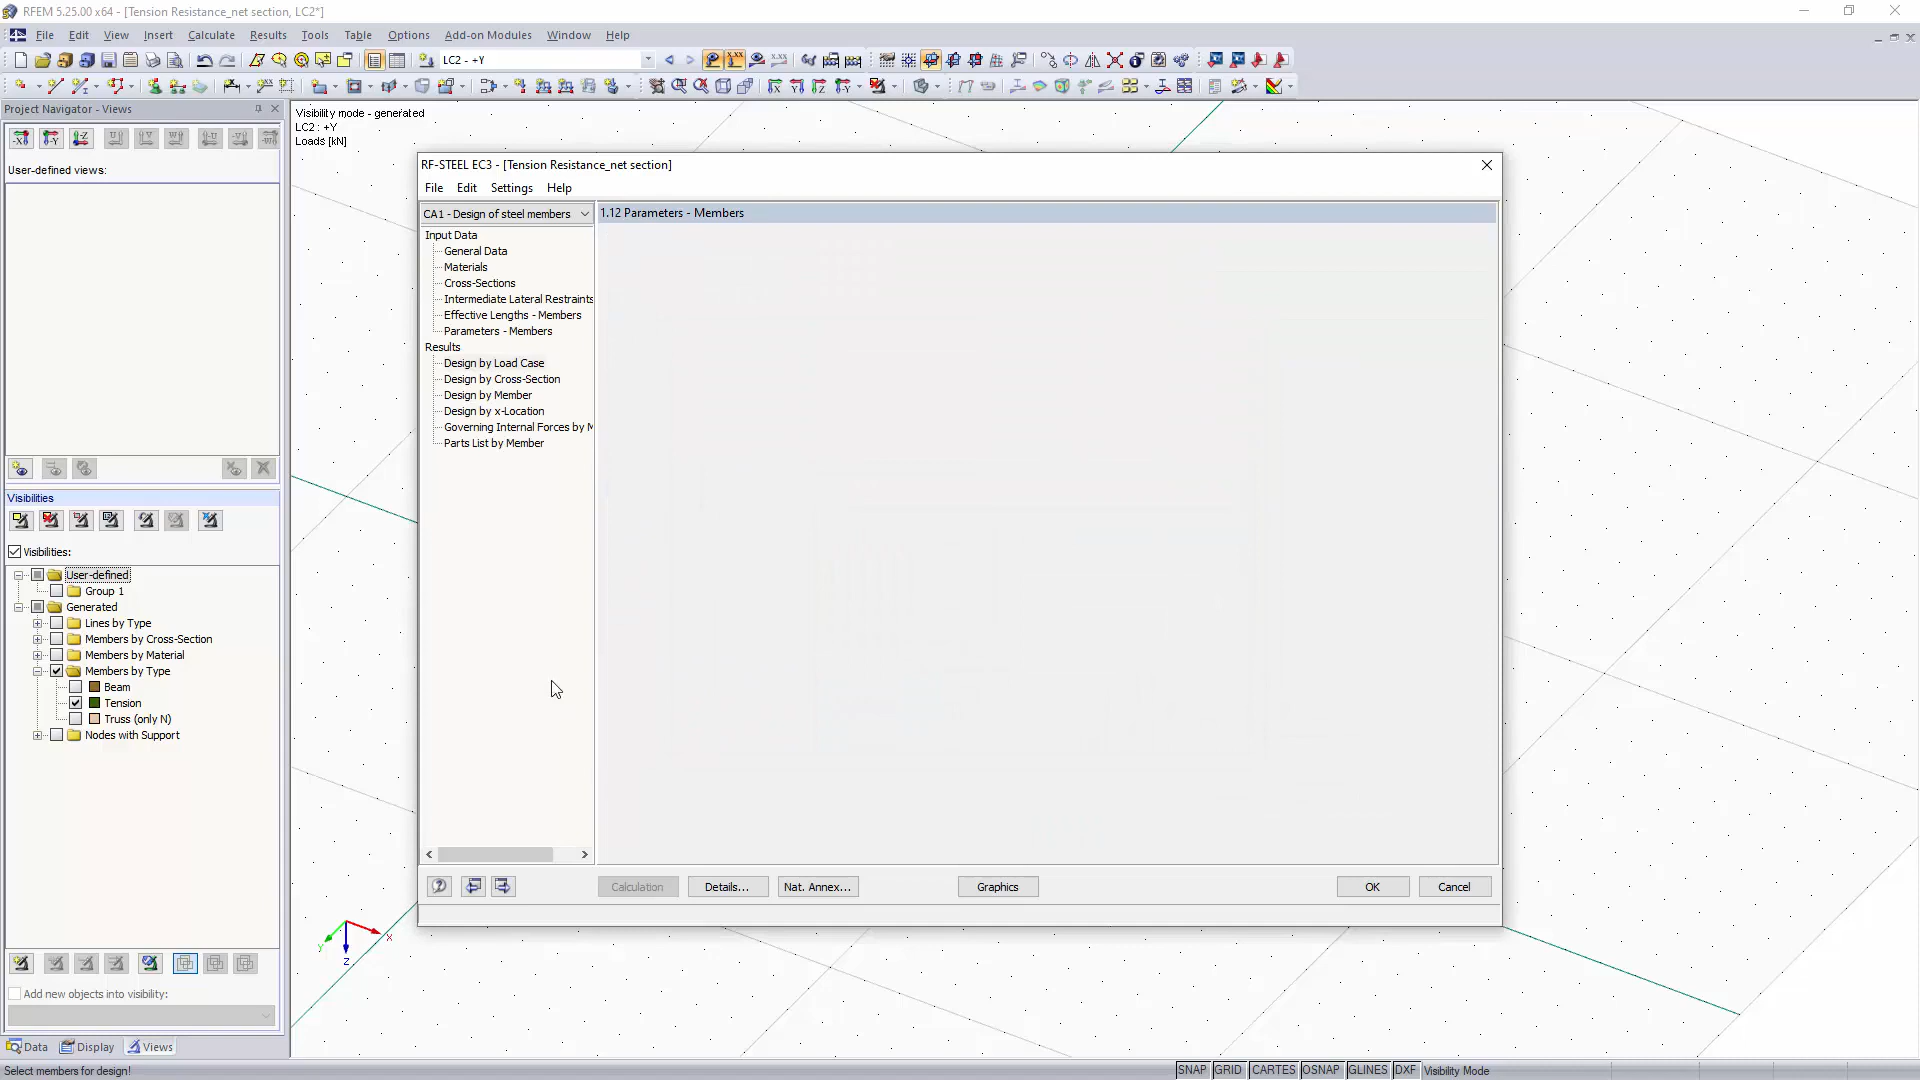 RFEM 5.25.00 x64 - [Tension Resistance_net section, LC2*]
File Edit View Insert Calculate Results Tools Table Options Add-on Modules Window Help
LC2 - +Y
Project Navigator - Views
User-defined views:
Visibilities
Visibilities:
User-defined
Group 1
Generated
Lines by Type
Members by Cross-Section
Members by Material
Members by Type
Beam
Tension
Truss (only N)
Nodes with Support
Add new objects into visibility:
Data Display Views
Select members for design!
Visibility mode - generated
LC2 : +Y
Loads [kN]
RF-STEEL EC3 - [Tension Resistance_net section]
File Edit Settings Help
CA1 - Design of steel members
1.12 Parameters - Members
Input Data
General Data
Materials
Cross-Sections
Intermediate Lateral Restraints
Effective Lengths - Members
Parameters - Members
Results
Design by Load Case
Design by Cross-Section
Design by Member
Design by x-Location
Governing Internal Forces by M
Parts List by Member
Calculation Details... Nat. Annex... Graphics OK Cancel
X
Y
Z
SNAP GRID CARTES OSNAP GLINES DXF Visibility Mode